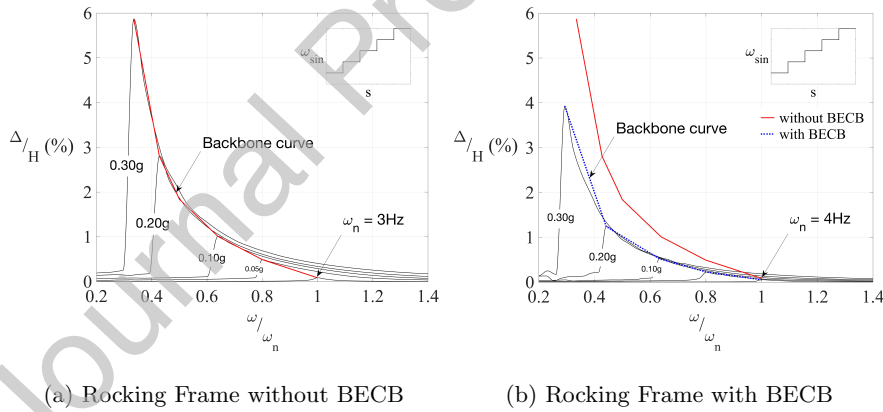 Journal Pro
6
5
4
3
2
1
0
Δ/H (%)
0.2 0.4 0.6 0.8 1 1.2 1.4
ω/ωn
ωsin
s
Backbone curve
0.30g
0.20g
0.10g
0.05g
ωn = 3Hz
(a) Rocking Frame without BECB
6
5
4
3
2
1
0
Δ/H (%)
0.2 0.4 0.6 0.8 1 1.2 1.4
ω/ωn
ωsin
s
without BECB
with BECB
Backbone curve
0.30g
0.20g
0.10g
ωn = 4Hz
(b) Rocking Frame with BECB